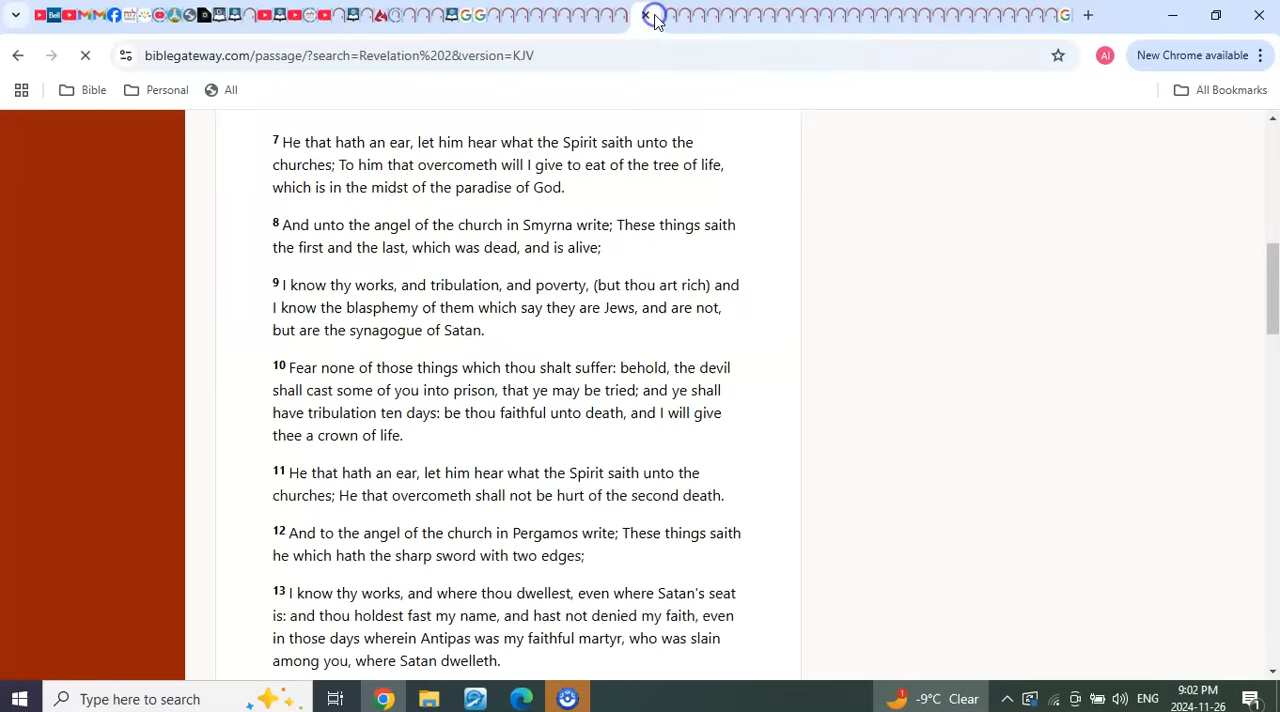 biblegateway.com/passage/?search=Revelation%202&version=KJV
AI
New Chrome available
Bible
Personal
All
All Bookmarks
7 He that hath an ear, let him hear what the Spirit saith unto the
churches; To him that overcometh will I give to eat of the tree of life,
which is in the midst of the paradise of God.
8 And unto the angel of the church in Smyrna write; These things saith
the first and the last, which was dead, and is alive;
9 I know thy works, and tribulation, and poverty, (but thou art rich) and
I know the blasphemy of them which say they are Jews, and are not,
but are the synagogue of Satan.
10 Fear none of those things which thou shalt suffer: behold, the devil
shall cast some of you into prison, that ye may be tried; and ye shall
have tribulation ten days: be thou faithful unto death, and I will give
thee a crown of life.
11 He that hath an ear, let him hear what the Spirit saith unto the
churches; He that overcometh shall not be hurt of the second death.
12 And to the angel of the church in Pergamos write; These things saith
he which hath the sharp sword with two edges;
13 I know thy works, and where thou dwellest, even where Satan's seat
is: and thou holdest fast my name, and hast not denied my faith, even
in those days wherein Antipas was my faithful martyr, who was slain
among you, where Satan dwelleth.
Type here to search
1
-9°C Clear
ENG
9:02 PM
2024-11-26
1